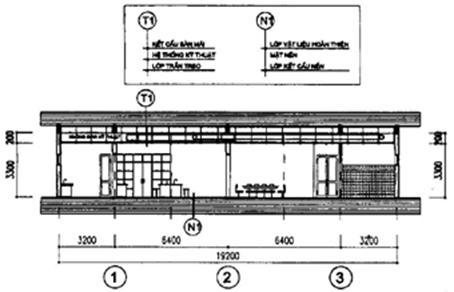 T1
KẾT CẤU SÀN MÁI
HỆ THỐNG KỸ THUẬT
LỚP TRẦN TREO
N1
LỚP VẬT LIỆU HOÀN THIỆN
MẶT NỀN
LỚP KẾT CẤU NỀN
T1
200
3300
200
3300
N1
3200
6400
6400
3200
19200
1
2
3